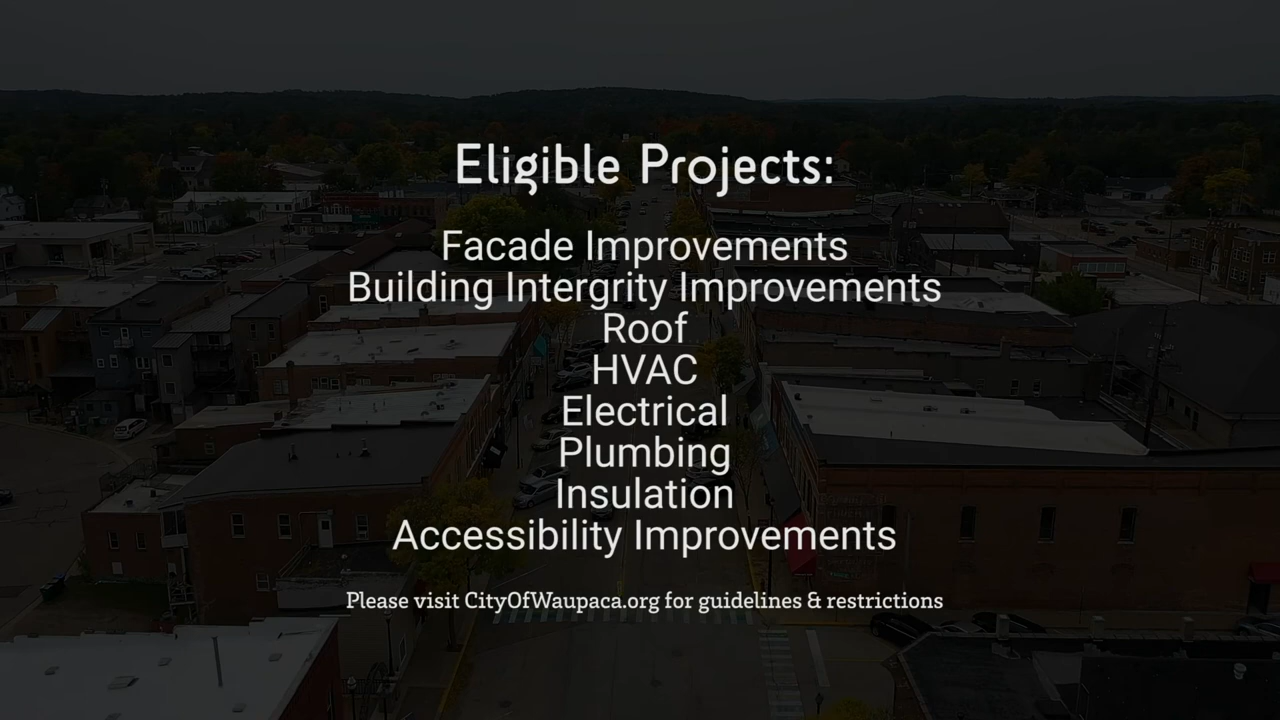 Eligible Projects:
Facade Improvements
Building Intergrity Improvements
Roof
HVAC
Electrical
Plumbing
Insulation
Accessibility Improvements
Please visit CityOfWaupaca.org for guidelines & restrictions